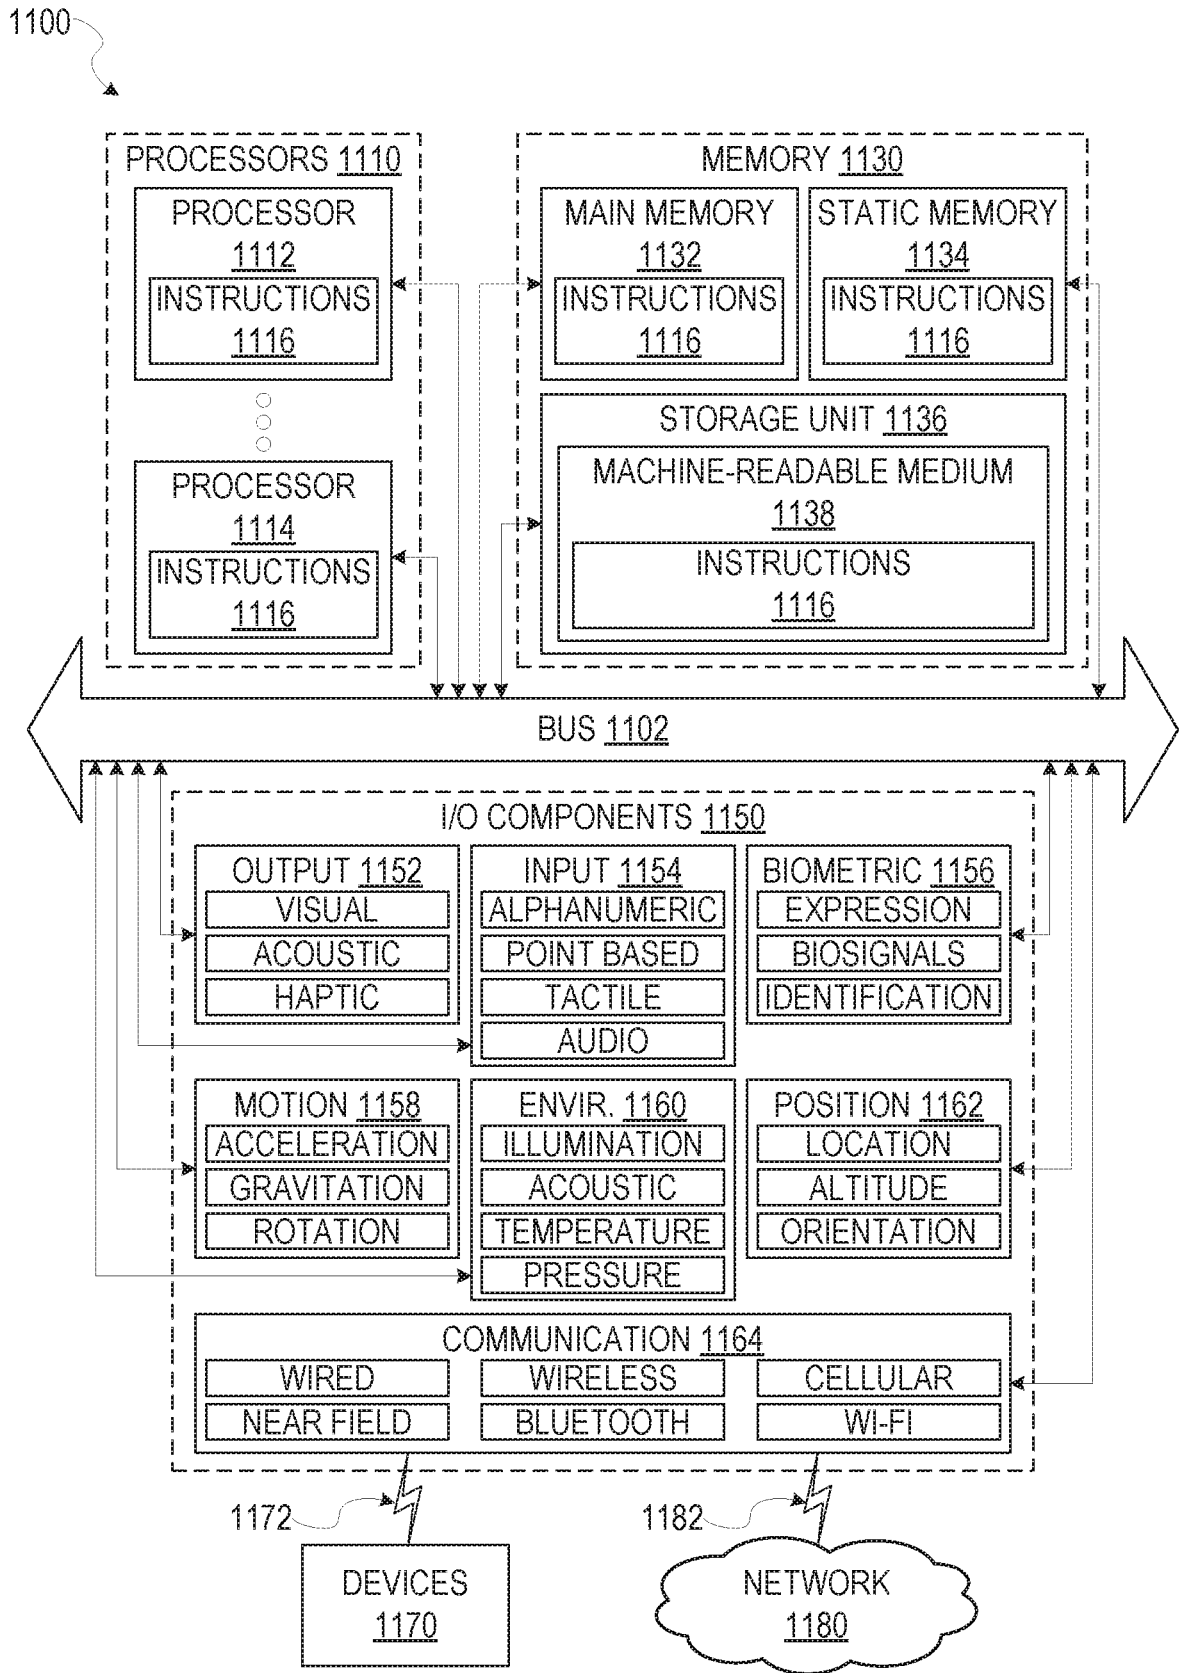 1100
PROCESSORS 1110
PROCESSOR
1112
INSTRUCTIONS
1116
PROCESSOR
1114
INSTRUCTIONS
1116
MEMORY 1130
MAIN MEMORY
1132
INSTRUCTIONS
1116
STATIC MEMORY
1134
INSTRUCTIONS
1116
STORAGE UNIT 1136
MACHINE-READABLE MEDIUM
1138
INSTRUCTIONS
1116
BUS 1102
I/O COMPONENTS 1150
OUTPUT 1152
VISUAL
ACOUSTIC
HAPTIC
INPUT 1154
ALPHANUMERIC
POINT BASED
TACTILE
AUDIO
BIOMETRIC 1156
EXPRESSION
BIOSIGNALS
IDENTIFICATION
MOTION 1158
ACCELERATION
GRAVITATION
ROTATION
ENVIR. 1160
ILLUMINATION
ACOUSTIC
TEMPERATURE
PRESSURE
POSITION 1162
LOCATION
ALTITUDE
ORIENTATION
COMMUNICATION 1164
WIRED
WIRELESS
CELLULAR
NEAR FIELD
BLUETOOTH
WI-FI
1172
1182
DEVICES
1170
NETWORK
1180